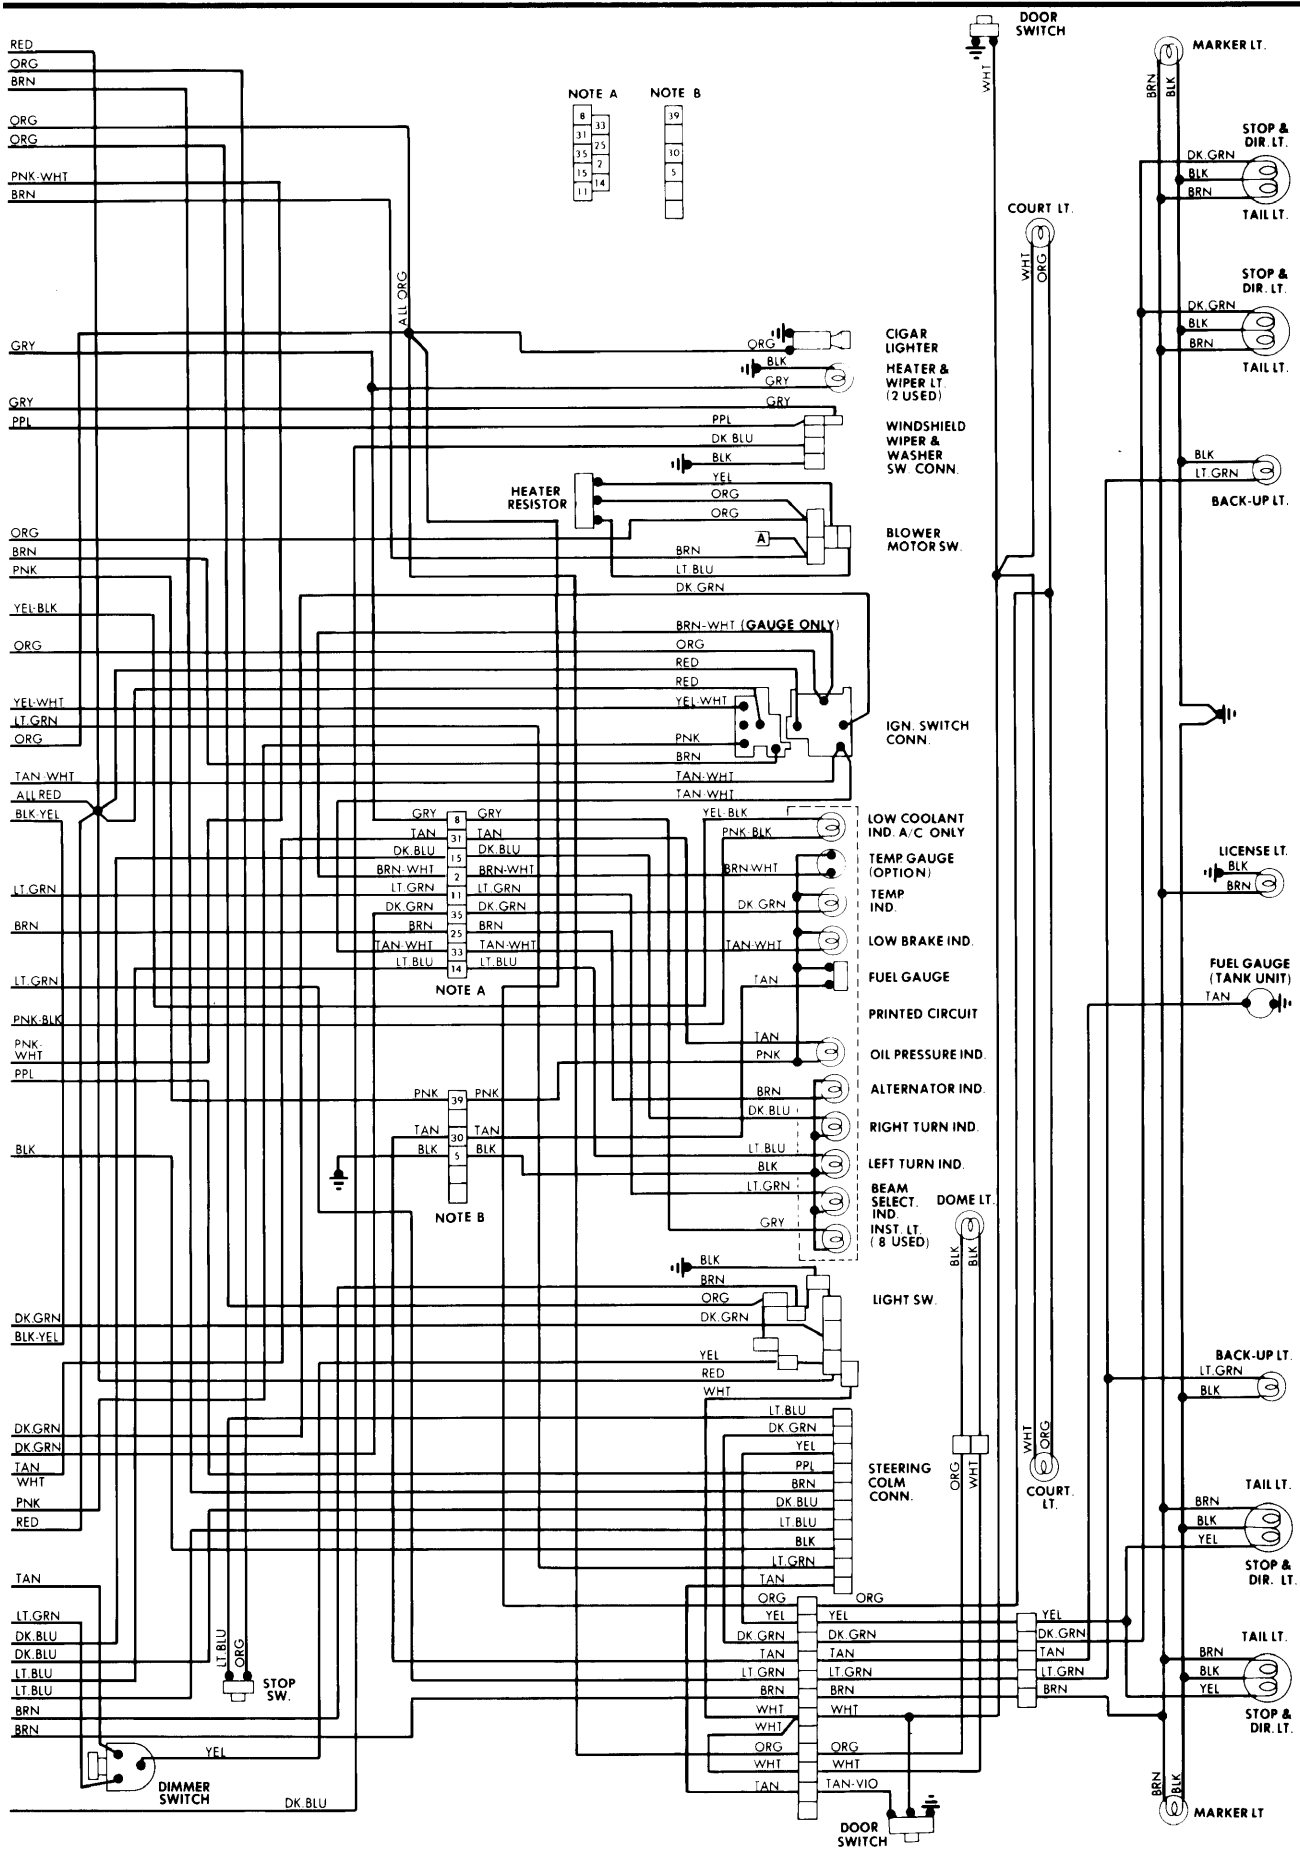 DOOR
SWITCH
RED
ORG
BRN
ORG
ORG
PNK-WHT
BRN
NOTE A
8
33
31
25
35
2
15
14
11
NOTE B
39
30
5
WHT
MARKER LT.
BRN
BLK
STOP &
DIR. LT.
DK.GRN
BLK
BRN
TAIL LT.
COURT LT.
WHT
ORG
STOP &
DIR. LT.
DK.GRN
BLK
BRN
TAIL LT.
ALL ORG
GRY
GRY
PPL
ORG
CIGAR
LIGHTER
BLK
GRY
HEATER &
WIPER LT.
(2 USED)
GRY
PPL
DK BLU
BLK
WINDSHIELD
WIPER &
WASHER
SW. CONN.
BLK
LT.GRN
BACK-UP LT.
HEATER
RESISTOR
YEL
ORG
ORG
A
BRN
LT BLU
DK GRN
BLOWER
MOTOR SW.
ORG
BRN
PNK
YEL-BLK
ORG
YEL-WHT
LT.GRN
ORG
TAN-WHT
ALL RED
BLK-YEL
BRN-WHT (GAUGE ONLY)
ORG
RED
RED
YEL-WHT
PNK
BRN
TAN-WHT
TAN-WHT
IGN. SWITCH
CONN.
GRY 8 GRY
TAN 31 TAN
DK.BLU 15 DK.BLU
BRN-WHT 2 BRN-WHT
LT.GRN 11 LT.GRN
DK.GRN 35 DK.GRN
BRN 25 BRN
TAN-WHT 33 TAN-WHT
LT.BLU 14 LT.BLU
NOTE A
YEL-BLK
PNK-BLK
LOW COOLANT
IND. A/C ONLY
BRN-WHT
TEMP. GAUGE
(OPTION)
DK GRN
TEMP
IND.
TAN-WHT
LOW BRAKE IND.
TAN
FUEL GAUGE
PRINTED CIRCUIT
TAN
PNK
OIL PRESSURE IND.
BRN
ALTERNATOR IND.
DK.BLU
RIGHT TURN IND.
LT BLU
BLK
LEFT TURN IND.
LT.GRN
BEAM
SELECT.
IND.
GRY
INST. LT.
(8 USED)
LICENSE LT.
BLK
BRN
FUEL GAUGE
(TANK UNIT)
TAN
LT.GRN
BRN
LT.GRN
PNK-BLK
PNK-
WHT
PPL
BLK
PNK 39 PNK
TAN 30 TAN
BLK 5 BLK
NOTE B
DOME LT.
BLK
BLK
BLK
BRN
ORG
DK.GRN
YEL
RED
WHT
LIGHT SW.
DK.GRN
BLK-YEL
DK.GRN
DK.GRN
TAN
WHT
PNK
RED
TAN
LT.GRN
DK.BLU
DK.BLU
LT.BLU
LT.BLU
BRN
BRN
BACK-UP LT.
LT.GRN
BLK
LT.BLU
DK.GRN
YEL
PPL
BRN
DK.BLU
LT.BLU
BLK
LT.GRN
TAN
STEERING
COLM
CONN.
ORG
WHT
WHT
ORG
COURT.
LT.
TAIL LT.
BRN
BLK
YEL
STOP &
DIR. LT.
ORG ORG
YEL YEL YEL
DK GRN DK GRN DK GRN
TAN TAN TAN
LT GRN LT.GRN LT.GRN
BRN BRN BRN
WHT WHT
WHT
ORG ORG
WHT WHT
TAN TAN-VIO
TAIL LT.
BRN
BLK
YEL
STOP &
DIR. LT.
LT.BLU
ORG
STOP
SW.
YEL
DIMMER
SWITCH
DK.BLU
DOOR
SWITCH
BRN
BLK
MARKER LT